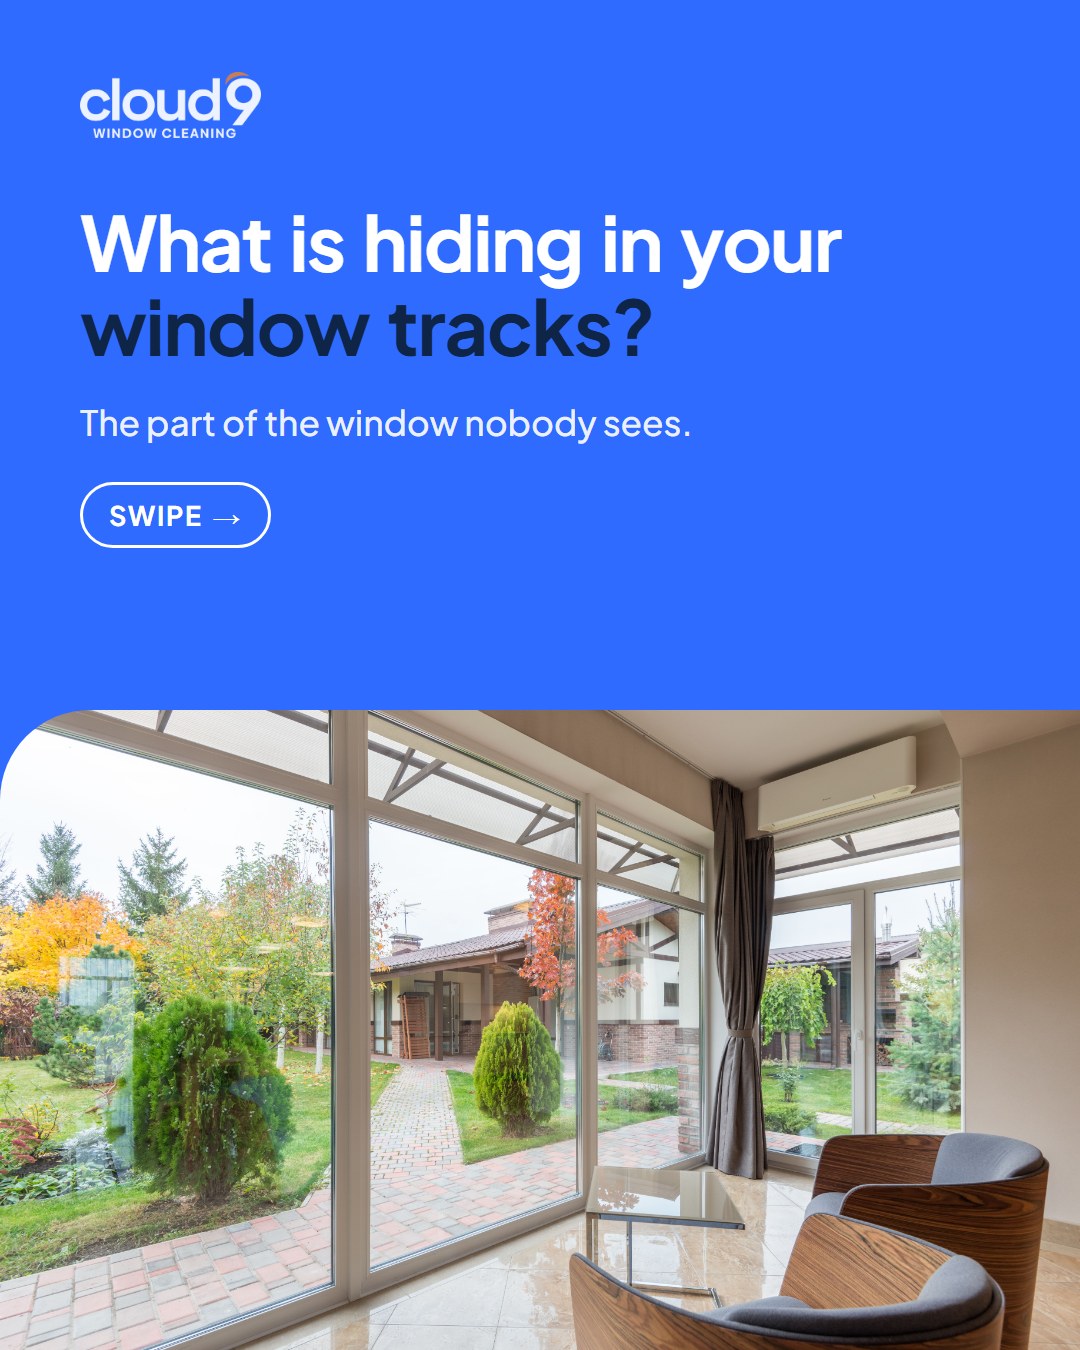 cloud9
WINDOW CLEANING
What is hiding in your
window tracks?
The part of the window nobody sees.
SWIPE →